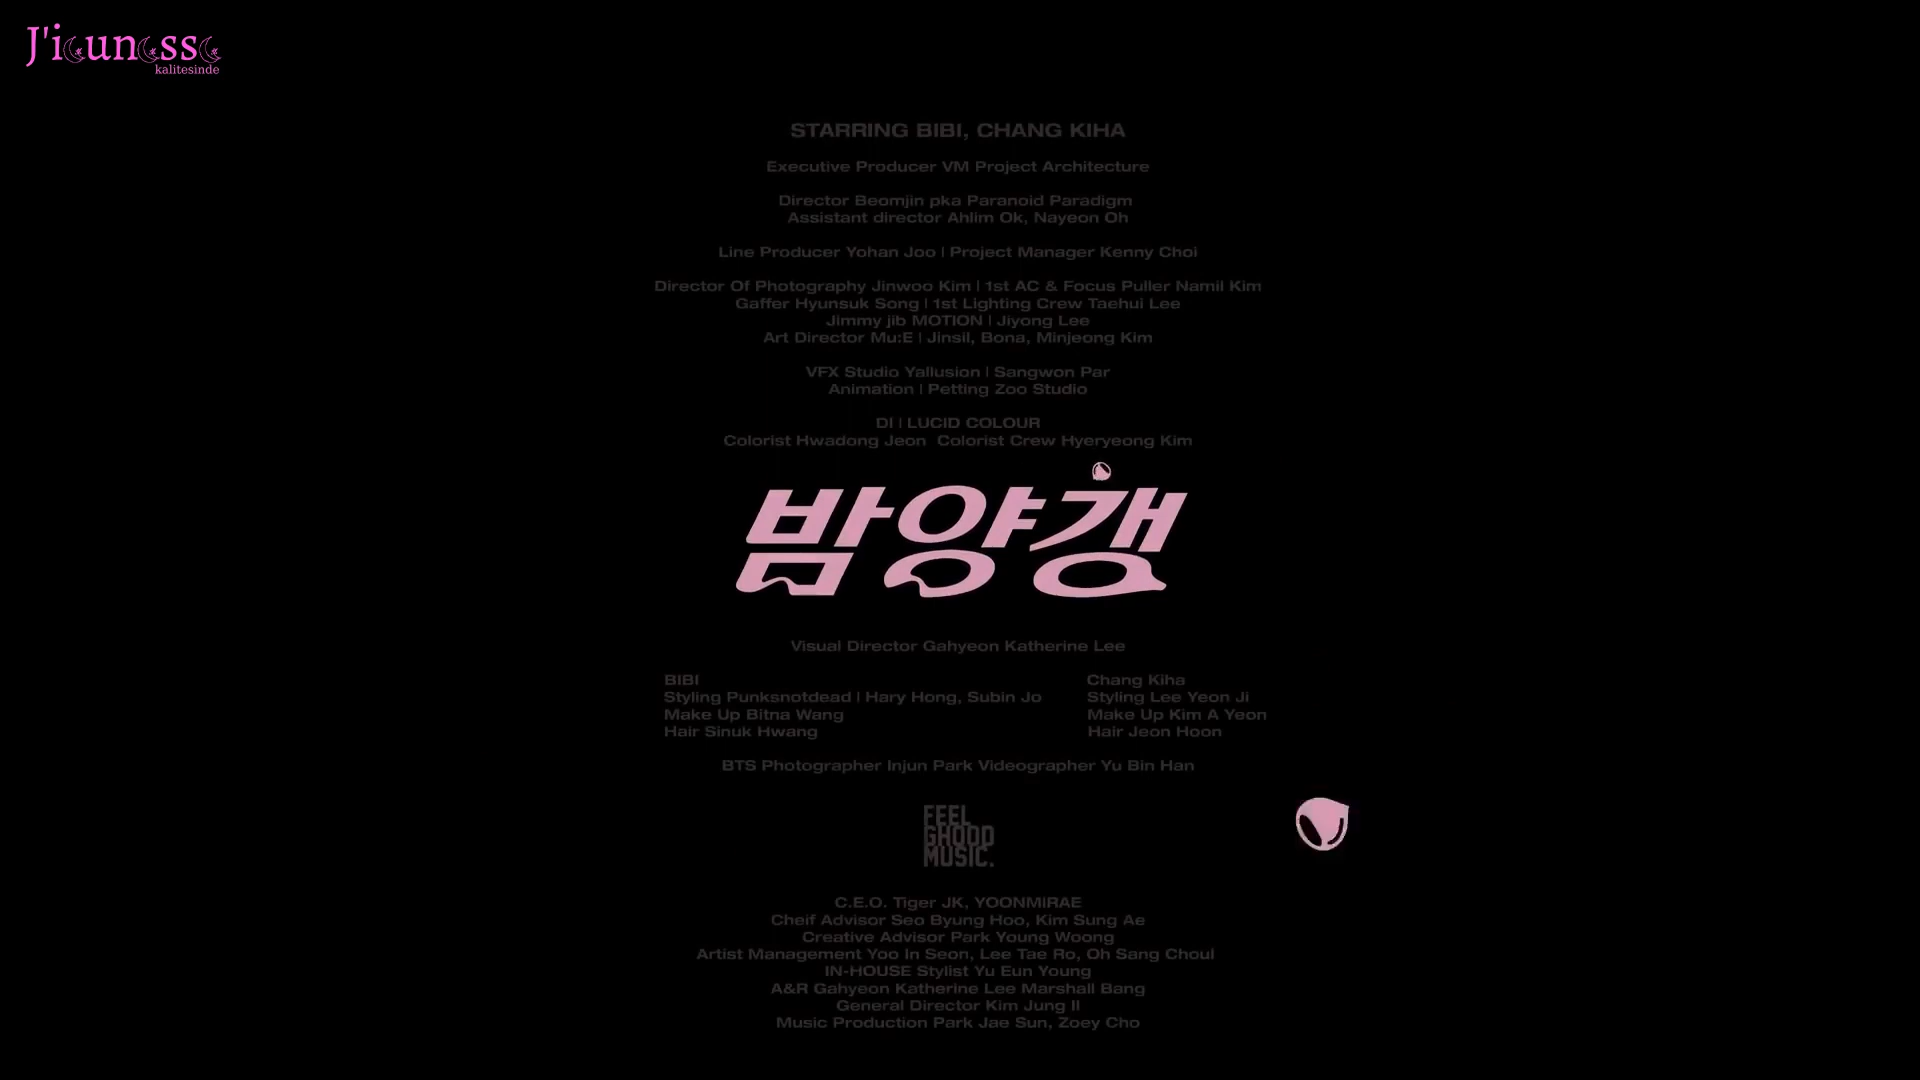 J'ieunesse
kalitesinde
STARRING BIBI, CHANG KIHA
Executive Producer VM Project Architecture
Director Beomjin pka Paranoid Paradigm
Assistant director Ahlim Ok, Nayeon Oh
Line Producer Yohan Joo | Project Manager Kenny Choi
Director Of Photography Jinwoo Kim | 1st AC & Focus Puller Namil Kim
Gaffer Hyunsuk Song | 1st Lighting Crew Taehui Lee
Jimmy jib MOTION | Jiyong Lee
Art Director Mu:E | Jinsil, Bona, Minjeong Kim
VFX Studio Yallusion | Sangwon Par
Animation | Petting Zoo Studio
DI | LUCID COLOUR
Colorist Hwadong Jeon  Colorist Crew Hyeryeong Kim
밤양갱
Visual Director Gahyeon Katherine Lee
BIBI
Styling Punksnotdead | Hary Hong, Subin Jo
Make Up Bitna Wang
Hair Sinuk Hwang
Chang Kiha
Styling Lee Yeon Ji
Make Up Kim A Yeon
Hair Jeon Hoon
BTS Photographer Injun Park Videographer Yu Bin Han
FEEL
GHOOD
MUSIC.
C.E.O. Tiger JK, YOONMIRAE
Cheif Advisor Seo Byung Hoo, Kim Sung Ae
Creative Advisor Park Young Woong
Artist Management Yoo In Seon, Lee Tae Ro, Oh Sang Choul
IN-HOUSE Stylist Yu Eun Young
A&R Gahyeon Katherine Lee Marshall Bang
General Director Kim Jung Il
Music Production Park Jae Sun, Zoey Cho